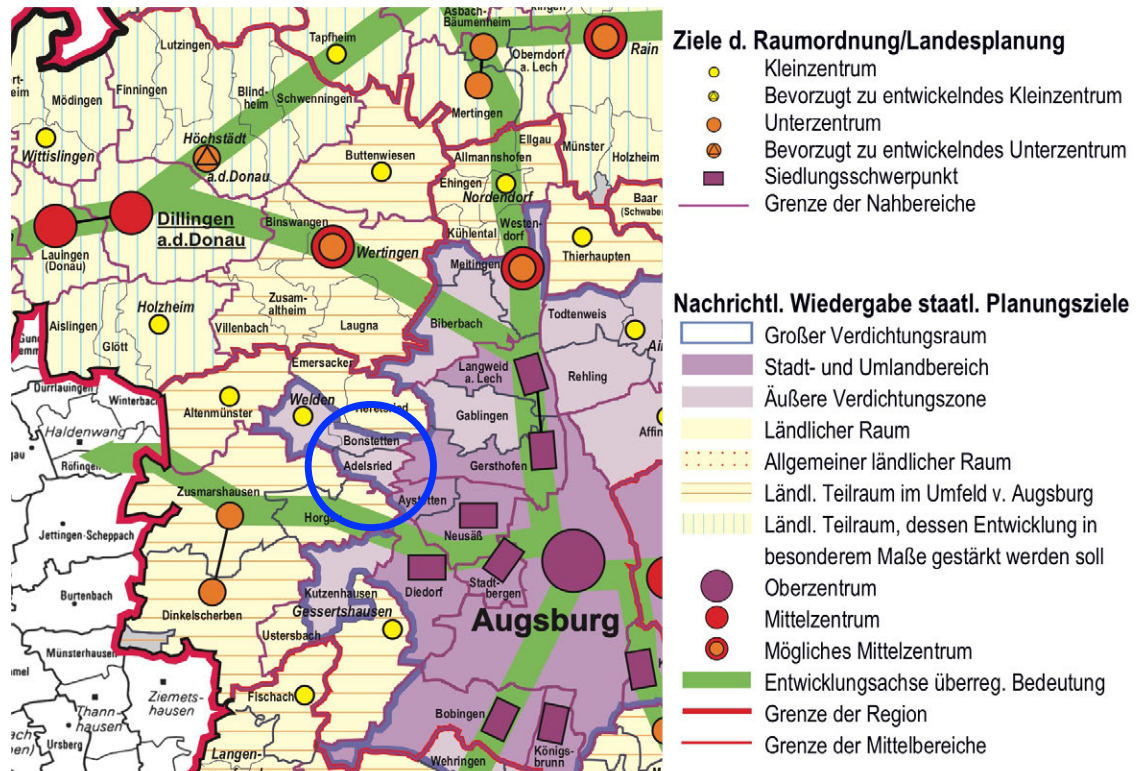 Lutzingen
Tapfheim
Asbach-
Bäumenheim
Oberndorf
a. Lech
Rain
Finningen
Mödingen
Blind-
heim
Schwenningen
Mertingen
Höchstädt
a.d.Donau
Wittislingen
Buttenwiesen
Ellgau
Allmannshofen
Münster
Holzheim
Ehingen
Nordendorf
Baar
(Schwaben
Dillingen
a.d.Donau
Binswangen
Westen-
dorf
Kühlental
Lauingen
(Donau)
Wertingen
Meitingen
Thierhaupten
Holzheim
Zusam-
altheim
Aislingen
Villenbach
Laugna
Biberbach
Todtenweis
Glött
Emersacker
Langweid
a. Lech
Rehling
Durrlauingen
Winterbach
Welden
Altenmünster
Heretsried
Gablingen
Haldenwang
Bonstetten
Affin
Röfingen
Adelsried
Gersthofen
Zusmarshausen
Aystetten
Horgau
Jettingen-Scheppach
Neusäß
Stadt-
bergen
Burtenbach
Kutzenhausen
Diedorf
Dinkelscherben
Gessertshausen
Augsburg
Ustersbach
Münsterhausen
Ziemets-
hausen
Fischach
Thann-
hausen
Bobingen
Ursberg
Langen-
Wehringen
Königs-
brunn
Ziele d. Raumordnung/Landesplanung
Kleinzentrum
Bevorzugt zu entwickelndes Kleinzentrum
Unterzentrum
Bevorzugt zu entwickelndes Unterzentrum
Siedlungsschwerpunkt
Grenze der Nahbereiche
Nachrichtl. Wiedergabe staatl. Planungsziele
Großer Verdichtungsraum
Stadt- und Umlandbereich
Äußere Verdichtungszone
Ländlicher Raum
Allgemeiner ländlicher Raum
Ländl. Teilraum im Umfeld v. Augsburg
Ländl. Teilraum, dessen Entwicklung in
besonderem Maße gestärkt werden soll
Oberzentrum
Mittelzentrum
Mögliches Mittelzentrum
Entwicklungsachse überreg. Bedeutung
Grenze der Region
Grenze der Mittelbereiche